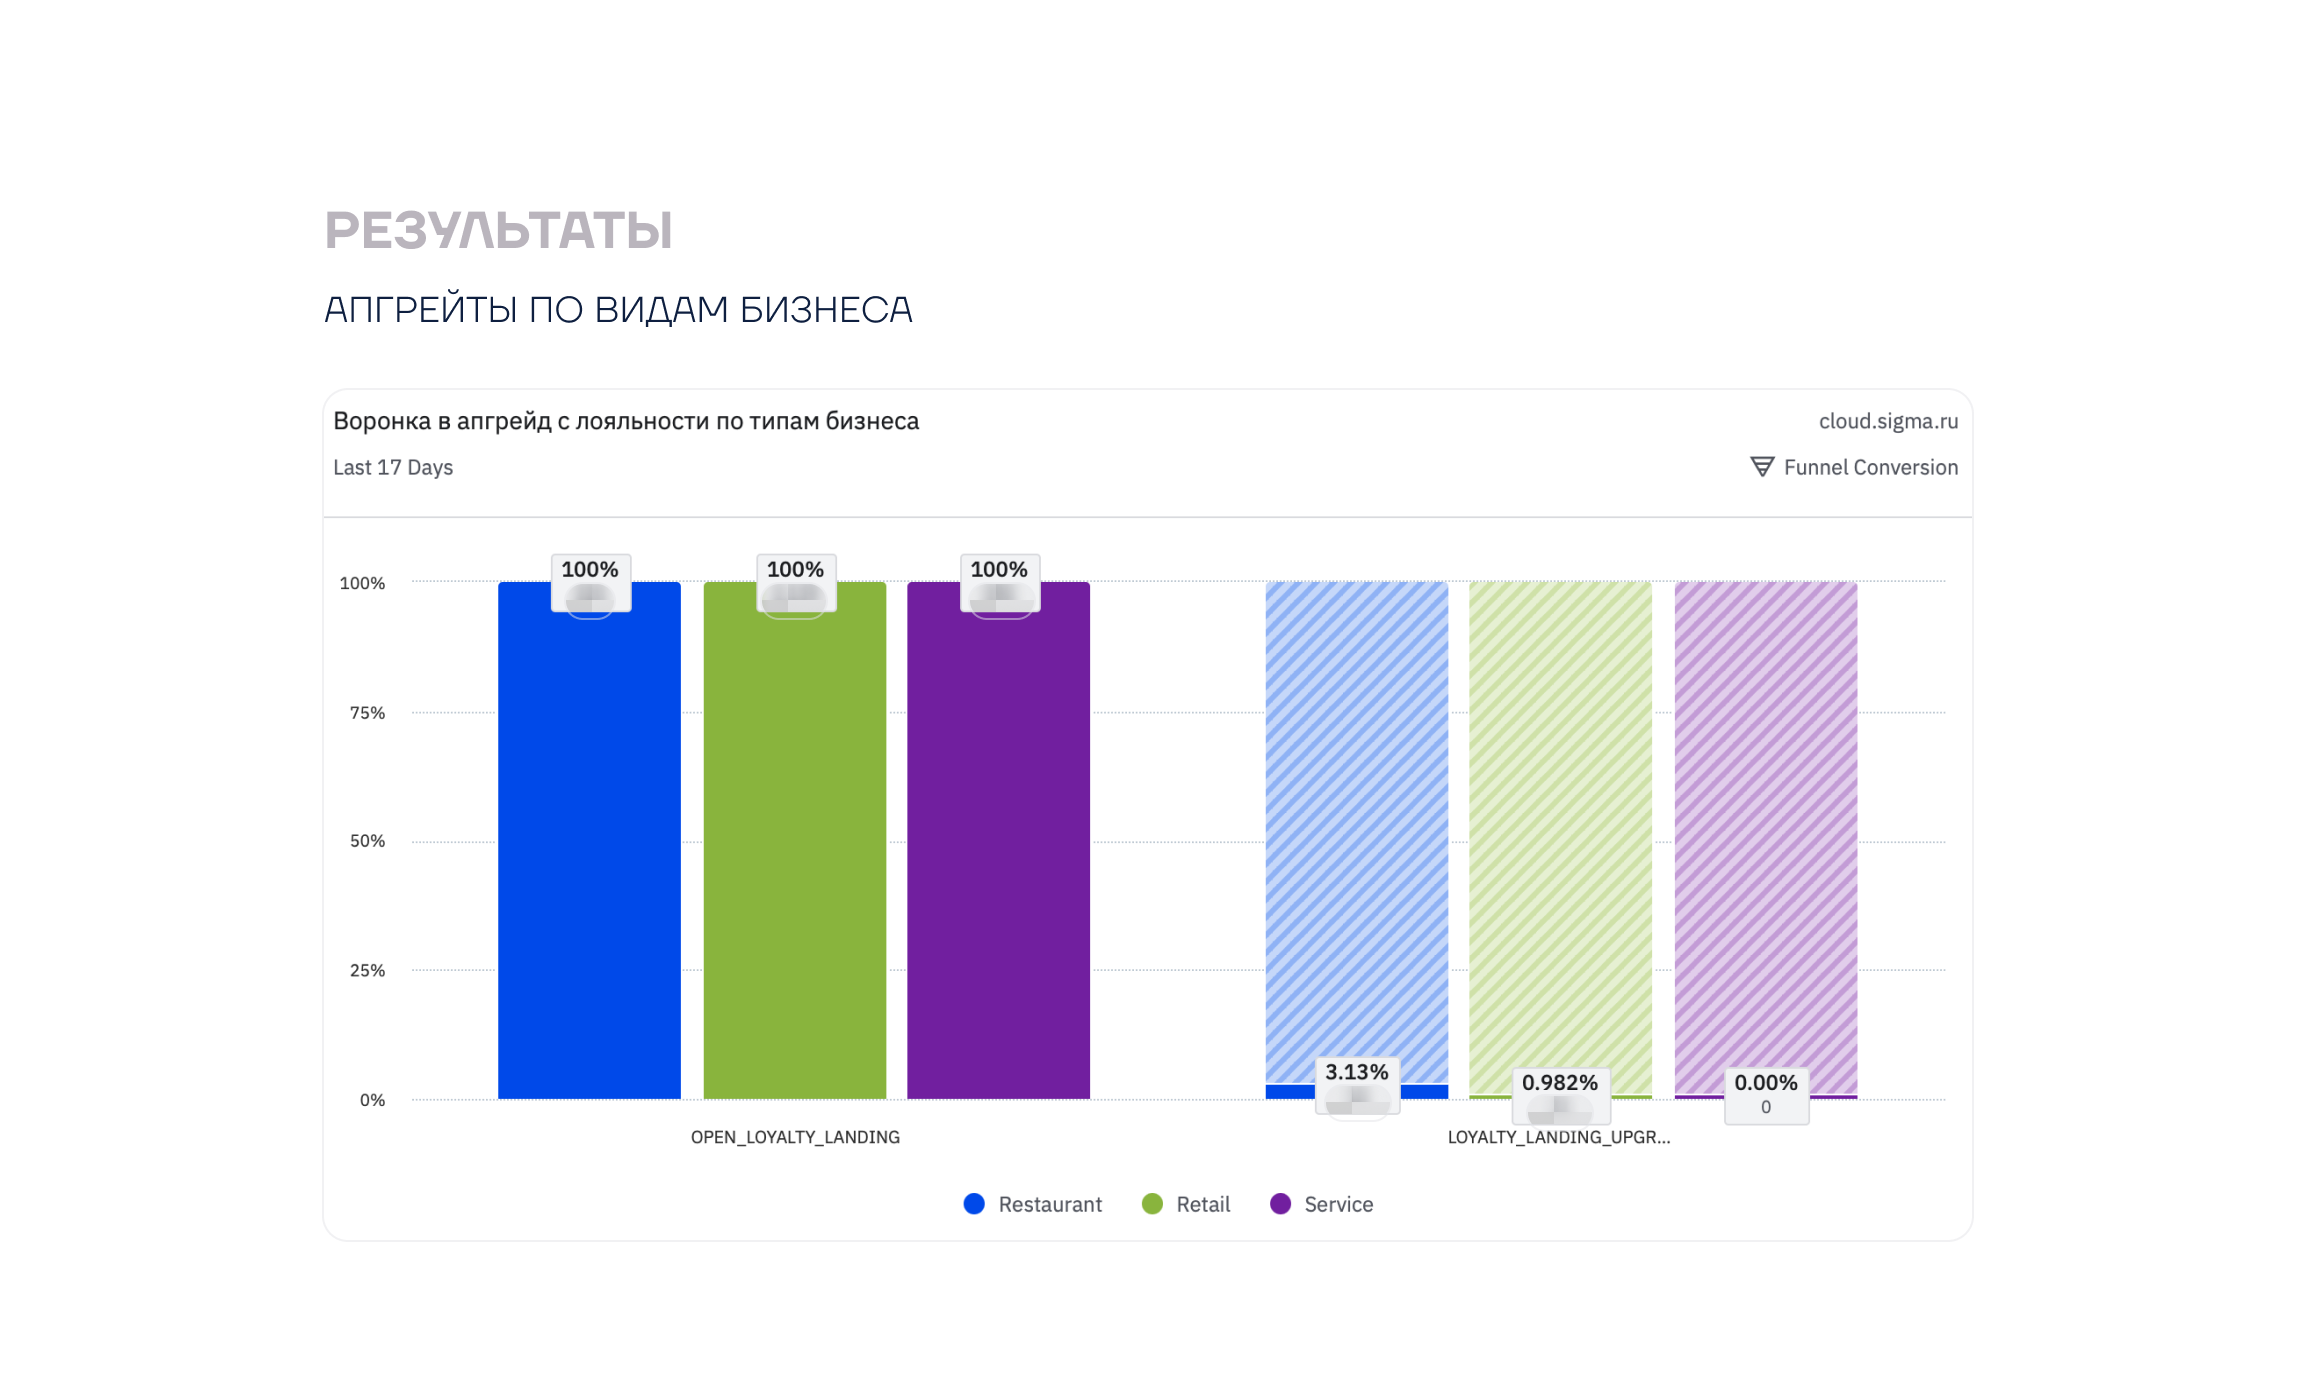 РЕЗУЛЬТАТЫ
АПГРЕЙТЫ ПО ВИДАМ БИЗНЕСА
Воронка в апгрейд с лояльности по типам бизнеса
cloud.sigma.ru
Last 17 Days
Funnel Conversion
100%
100%
100%
100%
75%
50%
25%
0%
3.13%
0.982%
0.00%
0
OPEN_LOYALTY_LANDING
LOYALTY_LANDING_UPGR...
Restaurant
Retail
Service